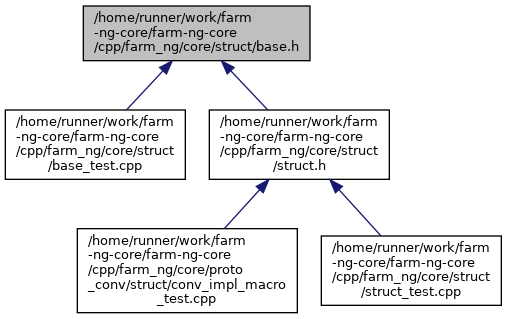 /home/runner/work/farm
-ng-core/farm-ng-core
/cpp/farm_ng/core/struct/base.h
/home/runner/work/farm
-ng-core/farm-ng-core
/cpp/farm_ng/core/struct
/base_test.cpp
/home/runner/work/farm
-ng-core/farm-ng-core
/cpp/farm_ng/core/struct
/struct.h
/home/runner/work/farm
-ng-core/farm-ng-core
/cpp/farm_ng/core/proto
_conv/struct/conv_impl_macro
_test.cpp
/home/runner/work/farm
-ng-core/farm-ng-core
/cpp/farm_ng/core/struct
/struct_test.cpp